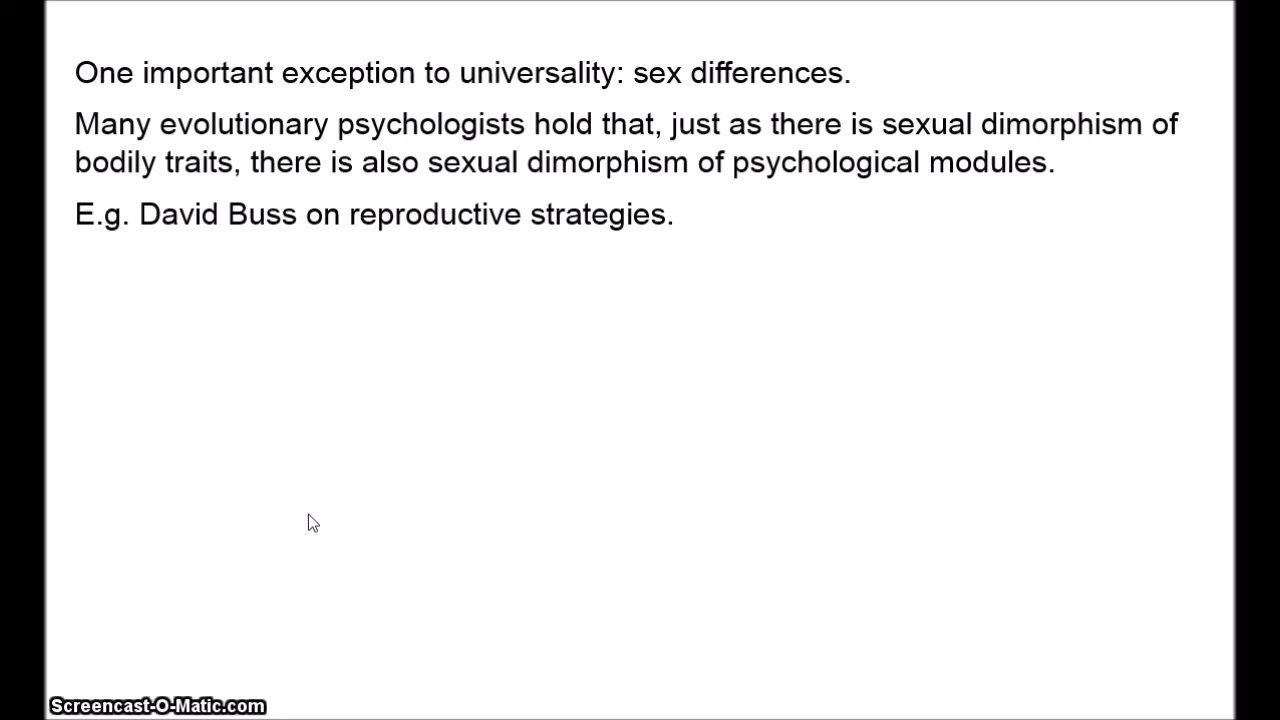 One important exception to universality: sex differences.
Many evolutionary psychologists hold that, just as there is sexual dimorphism of
bodily traits, there is also sexual dimorphism of psychological modules.
E.g. David Buss on reproductive strategies.
Screencast-O-Matic.com